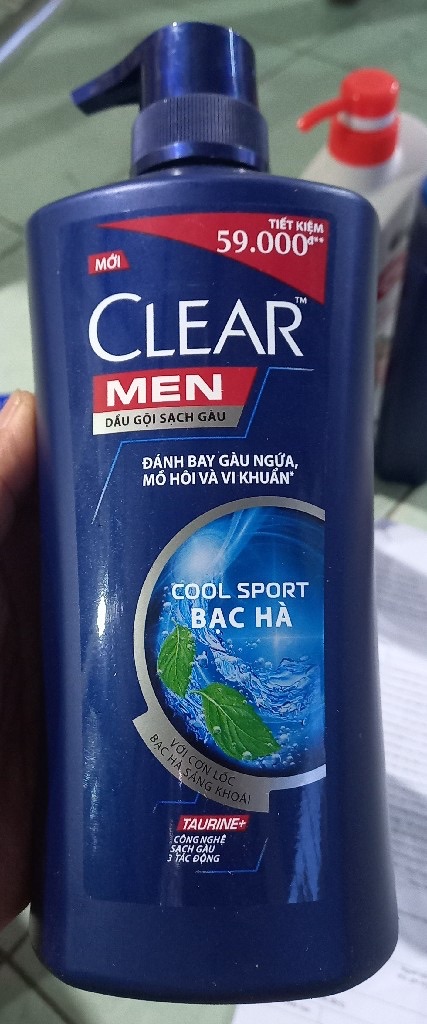 TIẾT KIỆM
59.000đ**
MỚI
CLEAR™
MEN
DẦU GỘI SẠCH GÀU
ĐÁNH BAY GÀU NGỨA,
MỒ HÔI VÀ VI KHUẨN*
COOL SPORT
BẠC HÀ
VỚI CƠN LỐC
BẠC HÀ SẢNG KHOÁI
TAURINE+
CÔNG NGHỆ
SẠCH GÀU
3 TÁC ĐỘNG